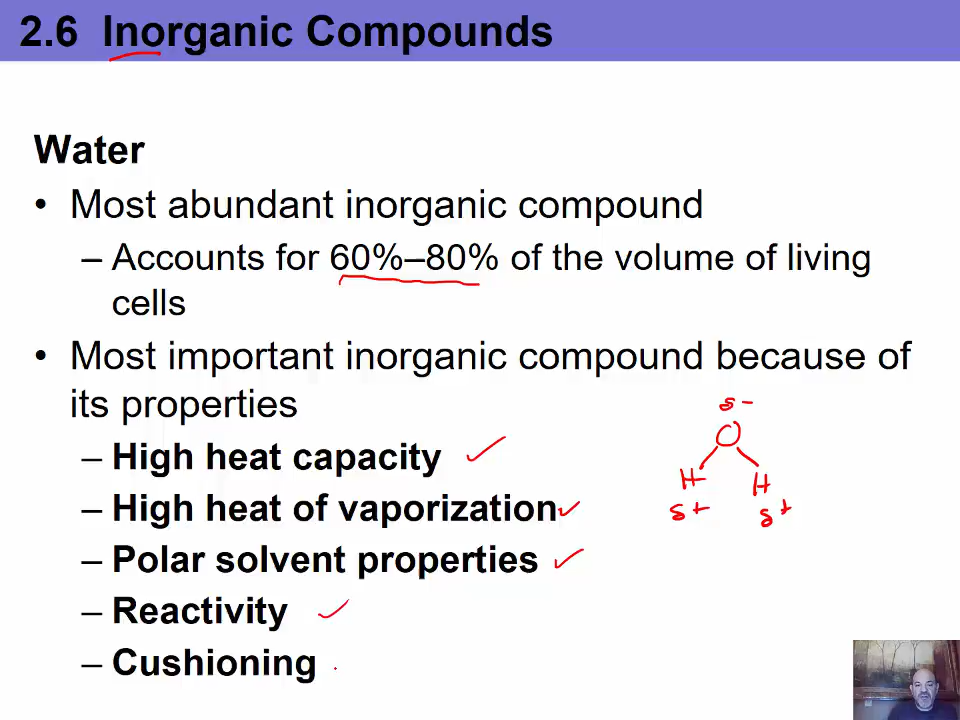 2.6 Inorganic Compounds
Water
• Most abundant inorganic compound
– Accounts for 60%–80% of the volume of living
cells
• Most important inorganic compound because of
its properties
– High heat capacity
– High heat of vaporization
– Polar solvent properties
– Reactivity
– Cushioning
δ –
O
H H
δ + δ +